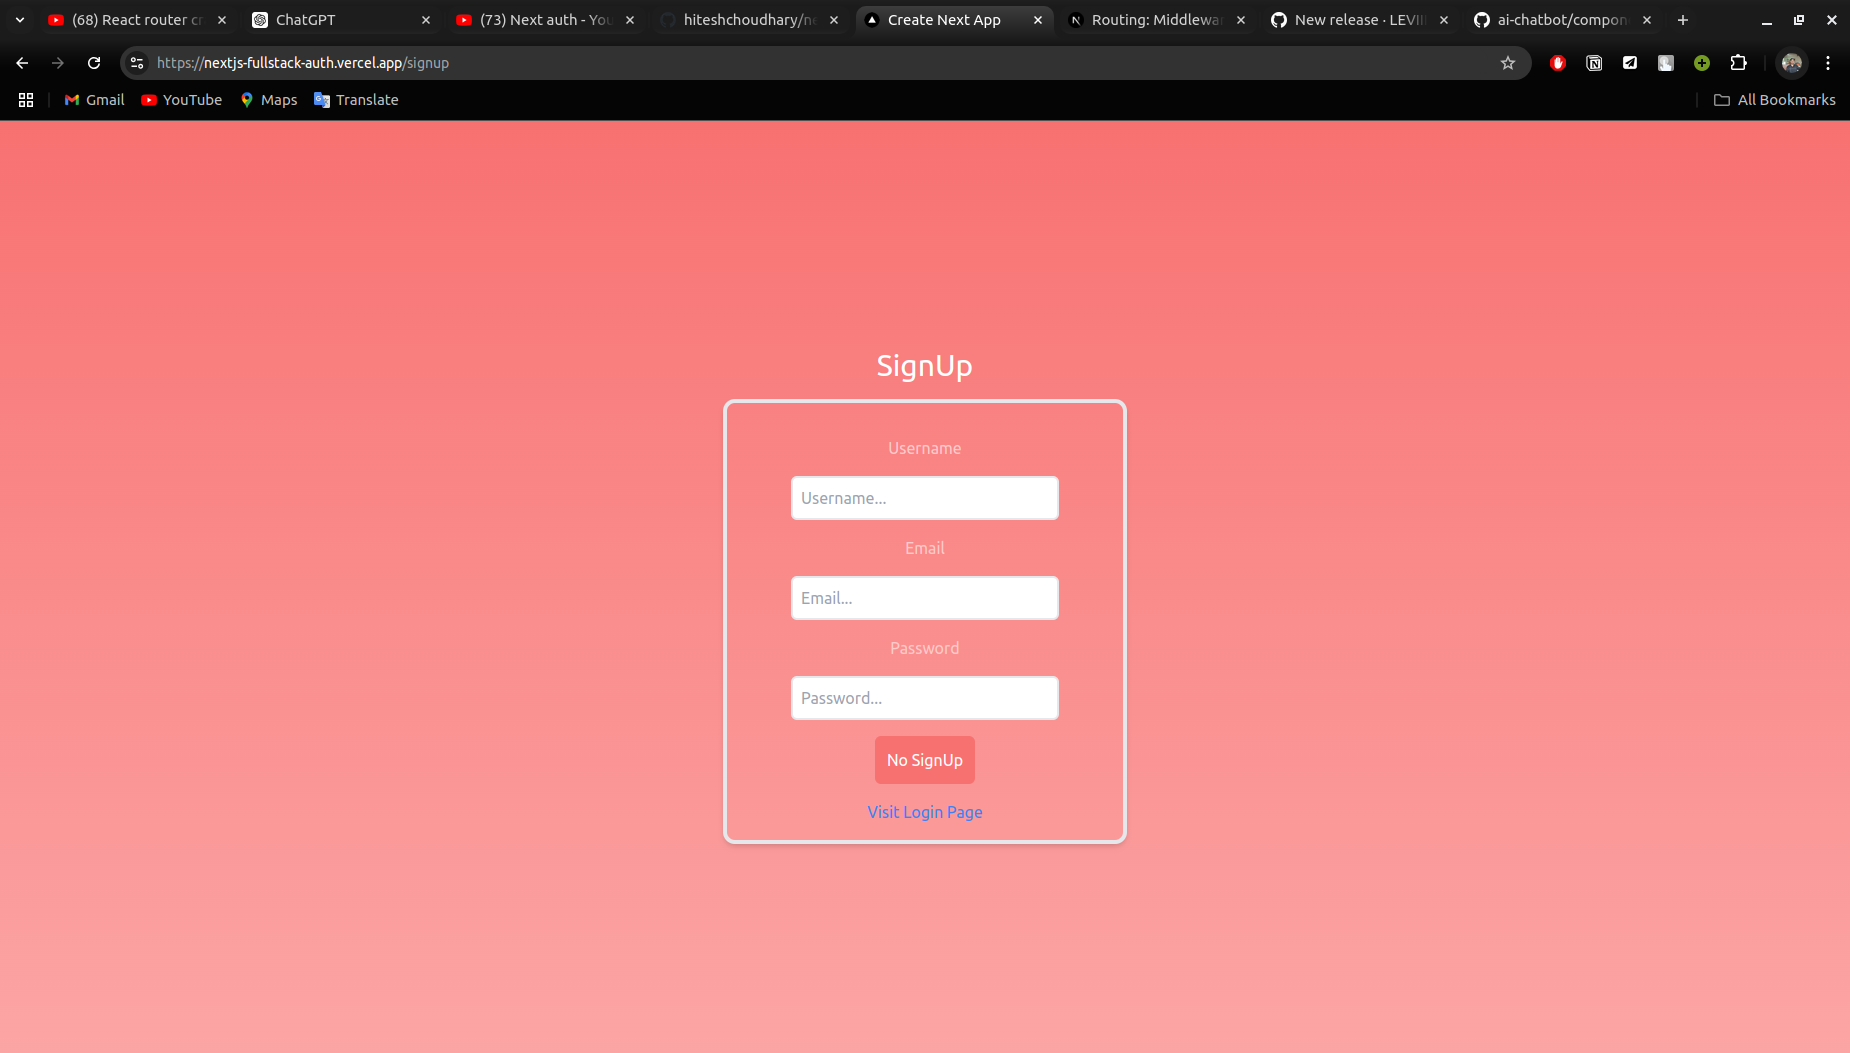 (68) React router cr
ChatGPT
(73) Next auth - You
hiteshchoudhary/ne
Create Next App
Routing: Middlewar
New release · LEVII
ai-chatbot/compon
https://nextjs-fullstack-auth.vercel.app/signup
Gmail
YouTube
Maps
Translate
All Bookmarks
SignUp
Username
Username...
Email
Email...
Password
Password...
No SignUp
Visit Login Page